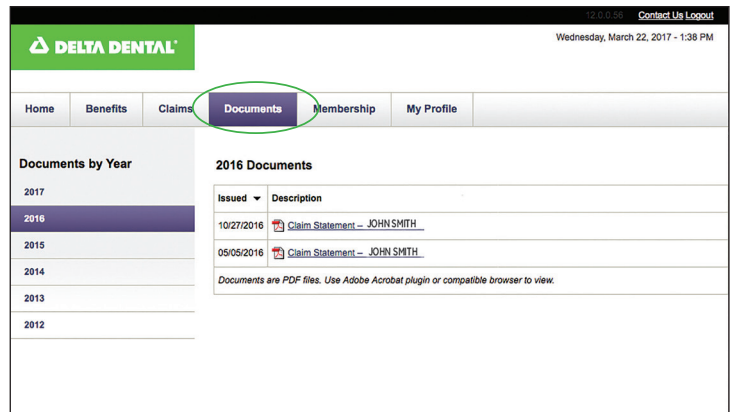 12.0.0.56 Contact Us Logout
Wednesday, March 22, 2017 - 1:38 PM
DELTA DENTAL®
Home Benefits Claims Documents Membership My Profile
Documents by Year
2017
2016
2015
2014
2013
2012
2016 Documents
Issued Description
10/27/2016 Claim Statement – JOHN SMITH
05/05/2016 Claim Statement – JOHN SMITH
Documents are PDF files. Use Adobe Acrobat plugin or compatible browser to view.